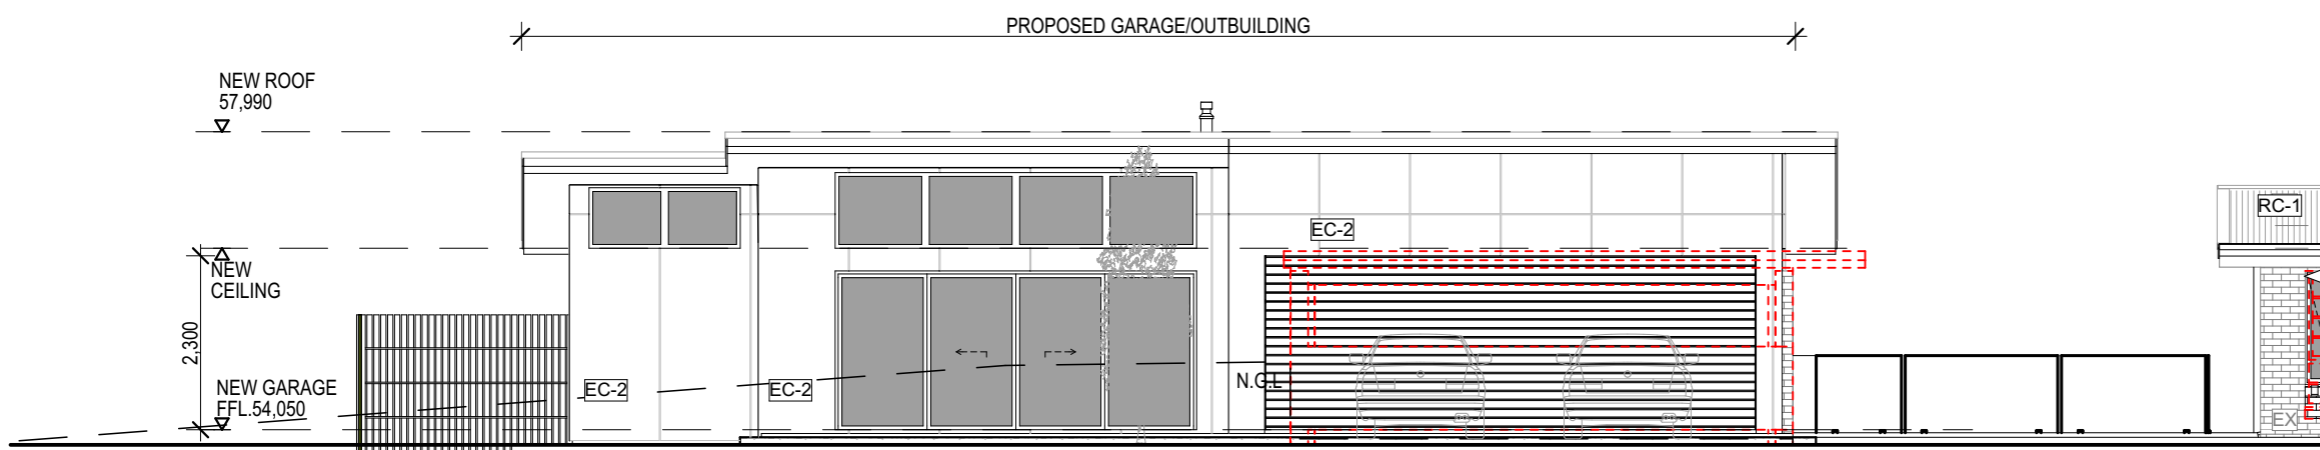 PROPOSED GARAGE/OUTBUILDING
NEW ROOF
57,990
RC-1
EC-2
NEW
CEILING
2,300
NEW GARAGE
FFL.54,050
EC-2
EC-2
N.G.L
EX